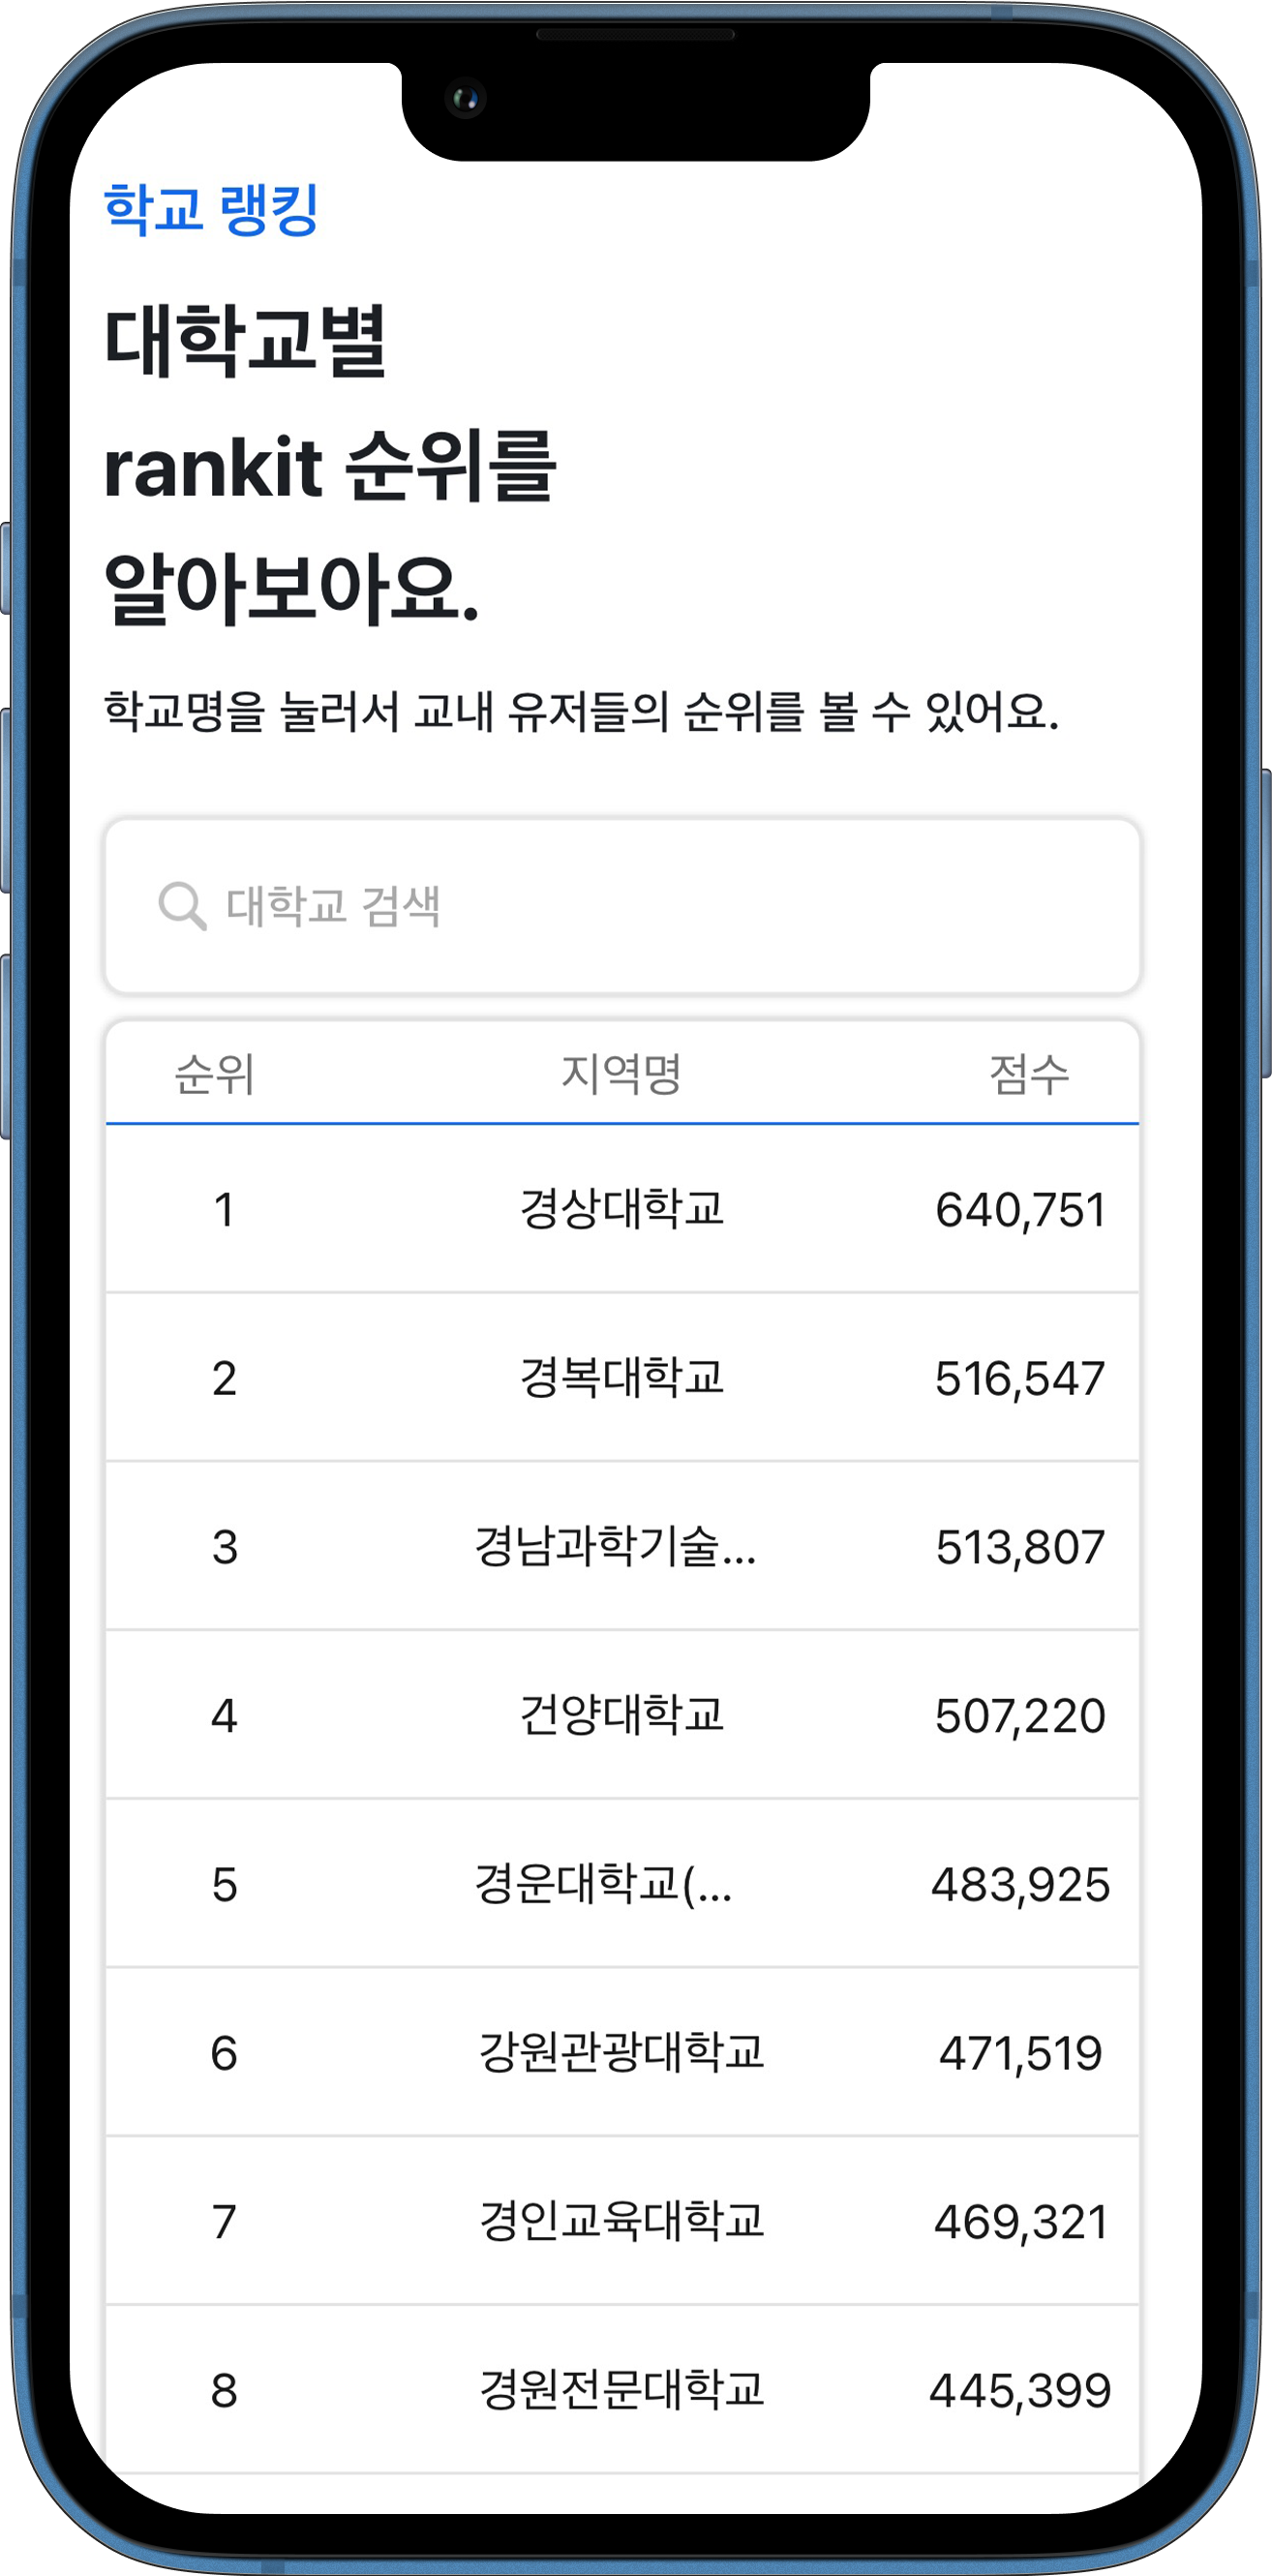 학교 랭킹
대학교별
rankit 순위를
알아보아요.
학교명을 눌러서 교내 유저들의 순위를 볼 수 있어요.
대학교 검색
순위 지역명 점수
1 경상대학교 640,751
2 경복대학교 516,547
3 경남과학기술... 513,807
4 건양대학교 507,220
5 경운대학교(... 483,925
6 강원관광대학교 471,519
7 경인교육대학교 469,321
8 경원전문대학교 445,399